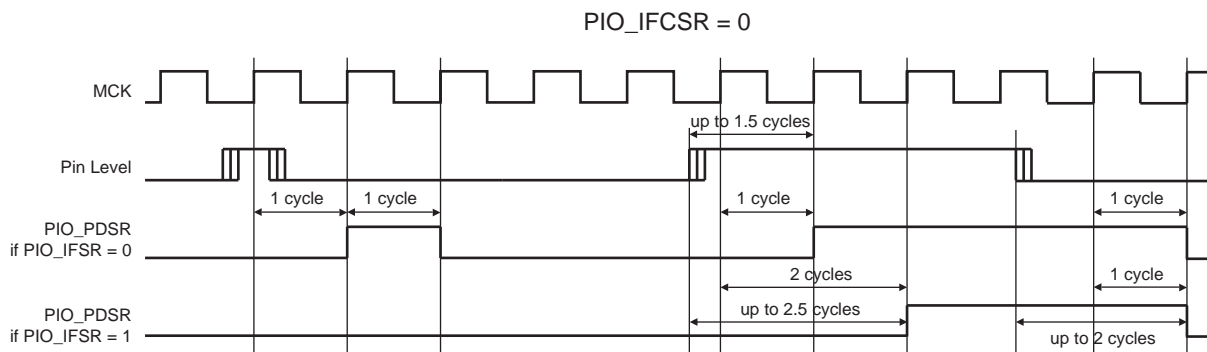 PIO_IFCSR = 0
MCK
up to 1.5 cycles
Pin Level
1 cycle
1 cycle
1 cycle
1 cycle
PIO_PDSR
if PIO_IFSR = 0
2 cycles
1 cycle
PIO_PDSR
if PIO_IFSR = 1
up to 2.5 cycles
up to 2 cycles